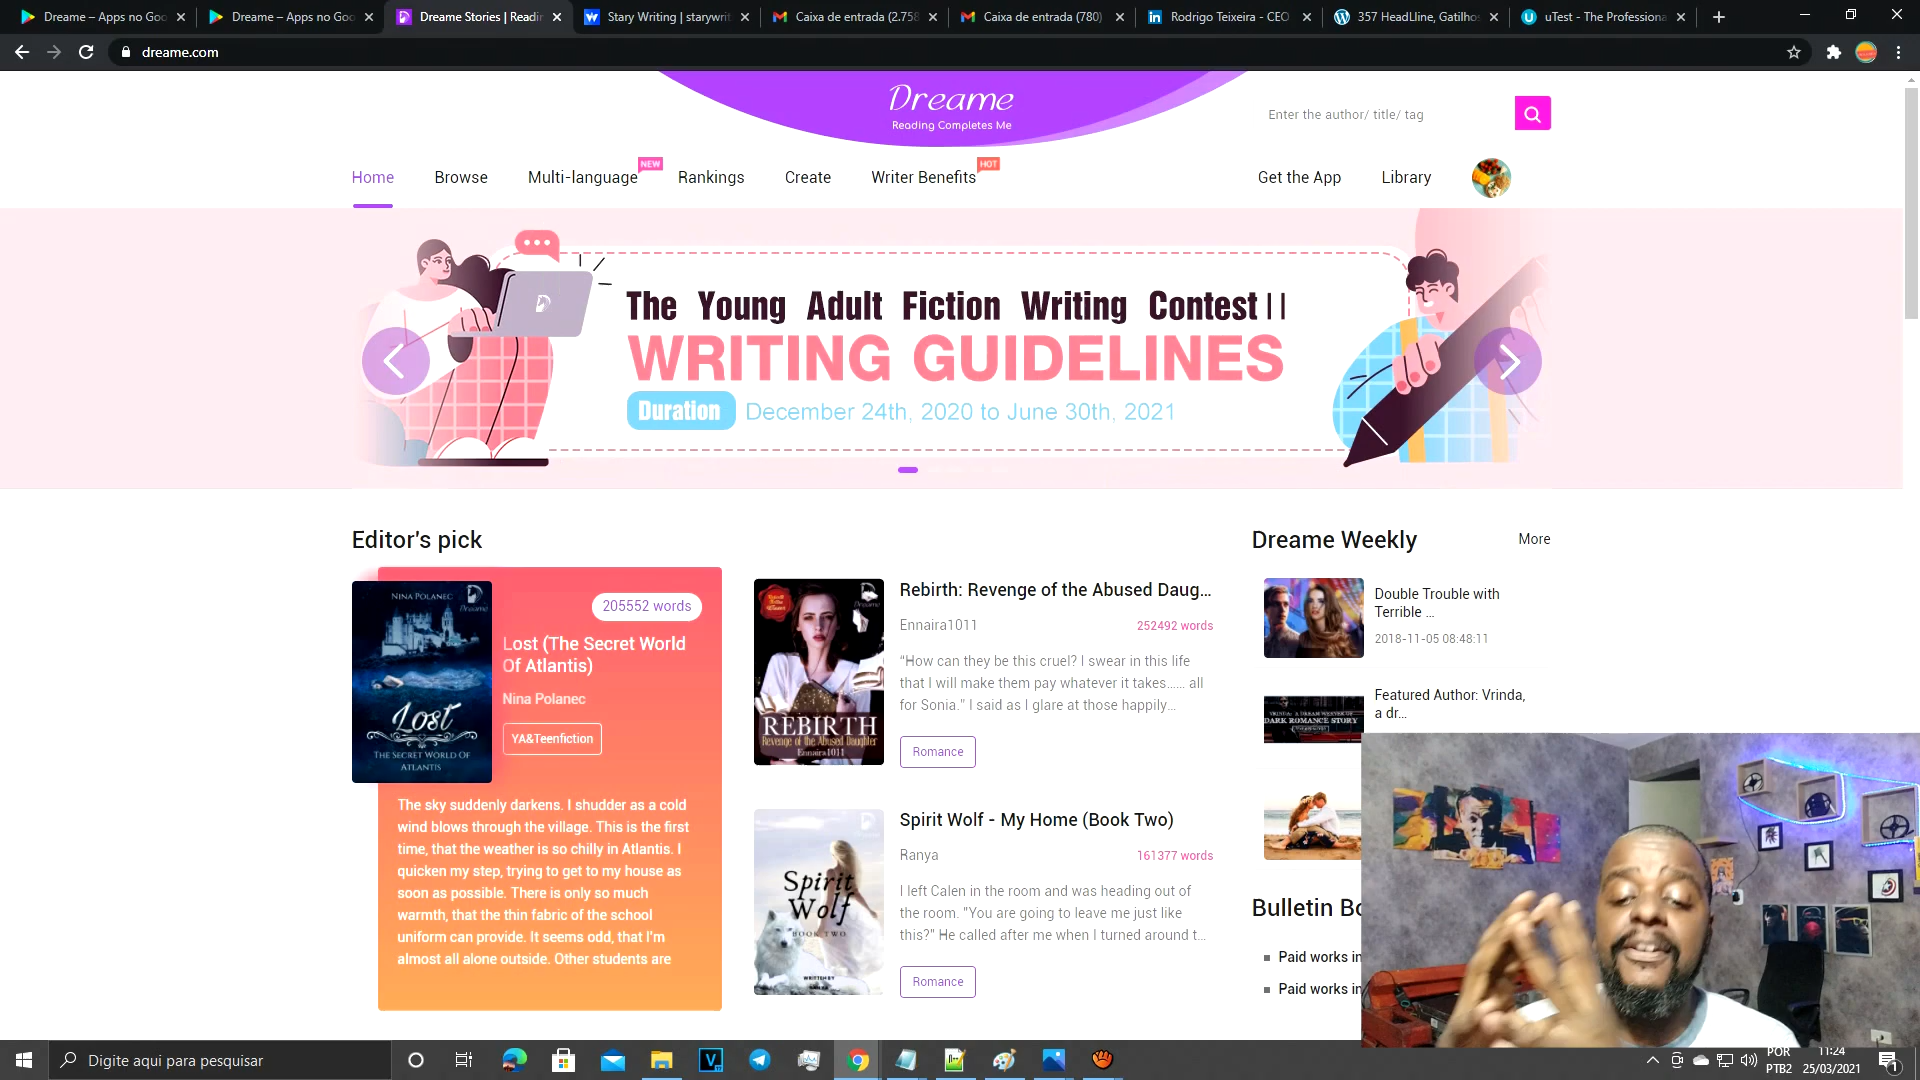 Dreame – Apps no Goo
Dreame – Apps no Goo
Dreame Stories | Readin
Stary Writing | starywrit
Caixa de entrada (2.758
Caixa de entrada (780)
Rodrigo Teixeira - CEO
357 HeadLline, Gatilhos
uTest - The Professiona
dreame.com
Dreame
Reading Completes Me
Enter the author/ title/ tag
Home
Browse
Multi-language
NEW
Rankings
Create
Writer Benefits
HOT
Get the App
Library
The Young Adult Fiction Writing Contest II
WRITING GUIDELINES
Duration December 24th, 2020 to June 30th, 2021
Editor's pick
NINA POLANEC
Dreame
Lost
THE SECRET WORLD OF
ATLANTIS
205552 words
Lost (The Secret World
Of Atlantis)
Nina Polanec
YA&Teenfiction
The sky suddenly darkens. I shudder as a cold
wind blows through the village. This is the first
time, that the weather is so chilly in Atlantis. I
quicken my step, trying to get to my house as
soon as possible. There is only so much
warmth, that the thin fabric of the school
uniform can provide. It seems odd, that I'm
almost all alone outside. Other students are
Dreame
REBIRTH
Revenge of the Abused Daughter
Ennaira1011
Rebirth: Revenge of the Abused Daug...
Ennaira1011
252492 words
“How can they be this cruel? I swear in this life
that I will make them pay whatever it takes...... all
for Sonia.” I said as I glare at those happily...
Romance
Spirit
Wolf
BOOK TWO
WRITTEN BY
Spirit Wolf - My Home (Book Two)
Ranya
161377 words
I left Calen in the room and was heading out of
the room. "You are going to leave me just like
this?" He called after me when I turned around t...
Romance
Dreame Weekly
More
Double Trouble with
Terrible ...
2018-11-05 08:48:11
VRINDA: A DREAM WEAVER OF
DARK ROMANCE STORY
Featured Author: Vrinda,
a dr...
Bulletin Bo
Paid works in
Paid works in
Digite aqui para pesquisar
POR
PTB2
11:24
25/03/2021
1